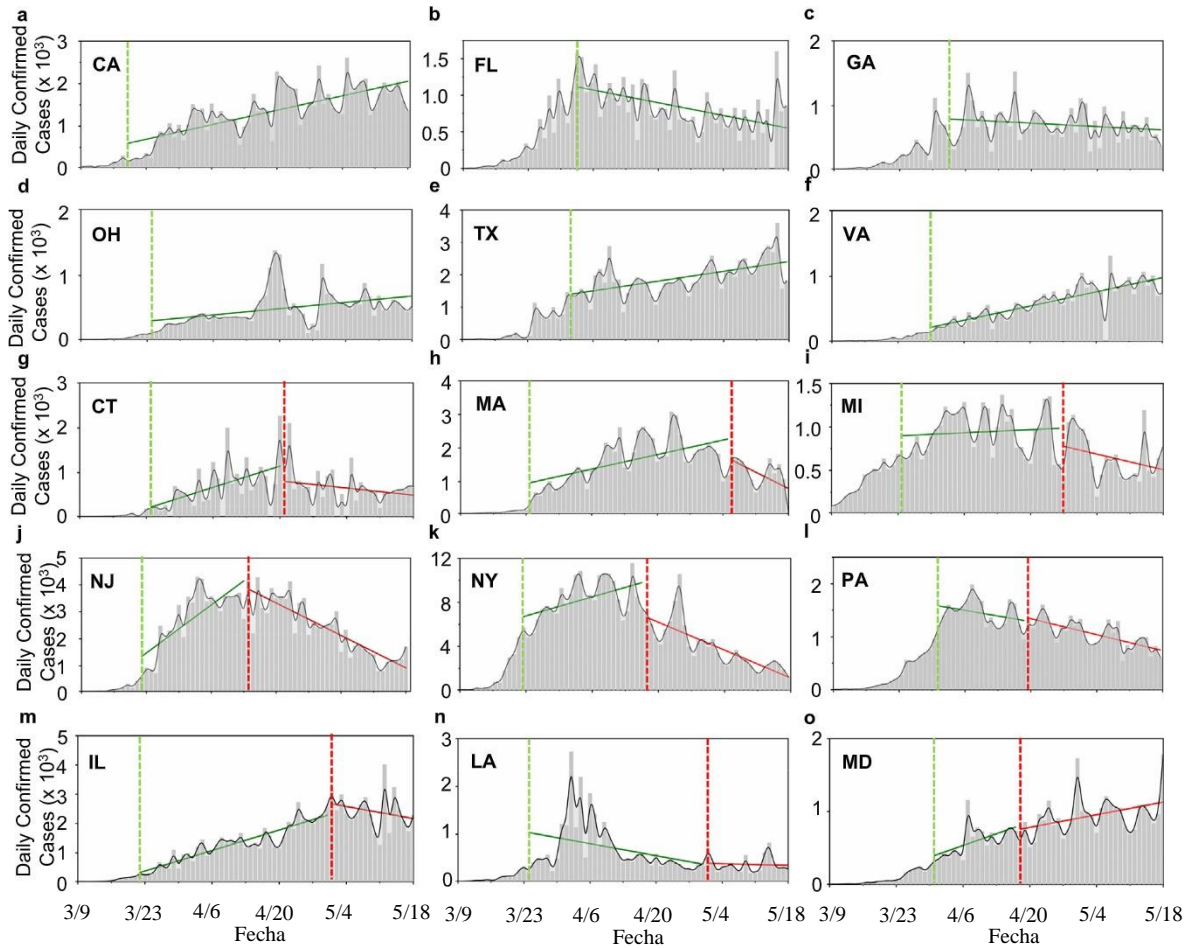 a b c
Daily Confirmed
Cases (x 10³)
3
2
1
0
CA
1.5
1.0
0.5
0
FL
2
1
0
GA
d e f
Daily Confirmed
Cases (x 10³)
2
1
0
OH
4
3
2
1
0
TX
2
1
0
VA
g h i
Daily Confirmed
Cases (x 10³)
3
2
1
0
CT
4
3
2
1
0
MA
1.5
1.0
0.5
0
MI
j k l
Daily Confirmed
Cases (x 10³)
5
4
3
2
1
0
NJ
12
8
4
0
NY
2
1
0
PA
m n o
Daily Confirmed
Cases (x 10³)
5
4
3
2
1
0
IL
3
2
1
0
LA
2
1
0
MD
3/9 3/23 4/6 4/20 5/4 5/18
3/9 3/23 4/6 4/20 5/4 5/18
3/9 3/23 4/6 4/20 5/4 5/18
Fecha Fecha Fecha